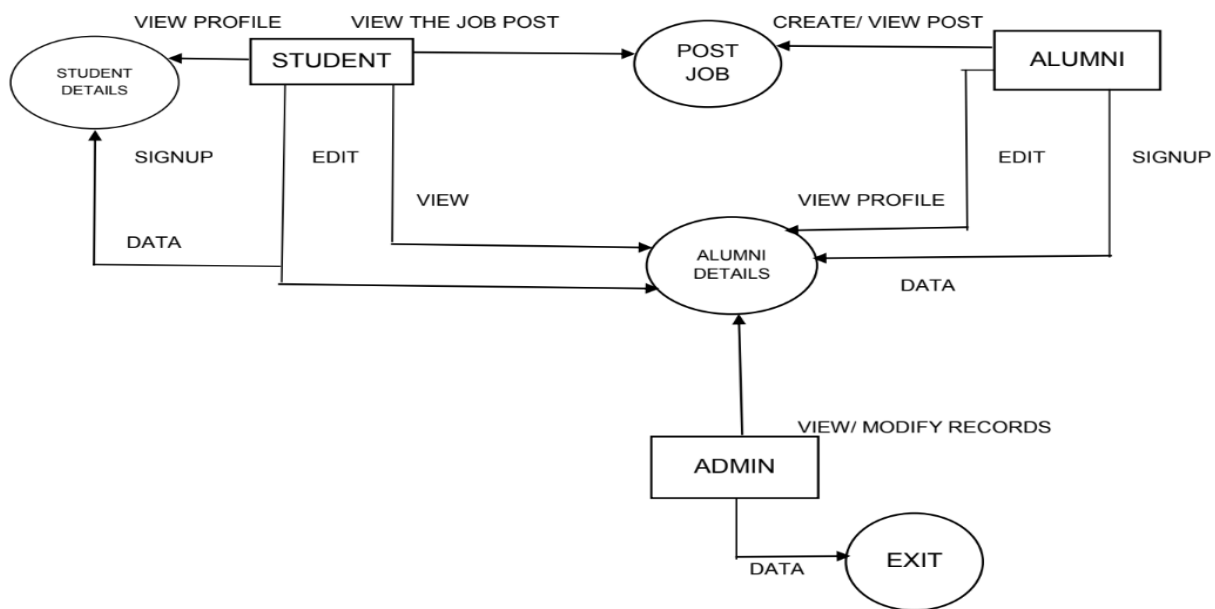 VIEW PROFILE
VIEW THE JOB POST
CREATE/ VIEW POST
STUDENT
DETAILS
STUDENT
POST
JOB
ALUMNI
SIGNUP
EDIT
EDIT
SIGNUP
VIEW
VIEW PROFILE
DATA
ALUMNI
DETAILS
DATA
VIEW/ MODIFY RECORDS
ADMIN
DATA
EXIT